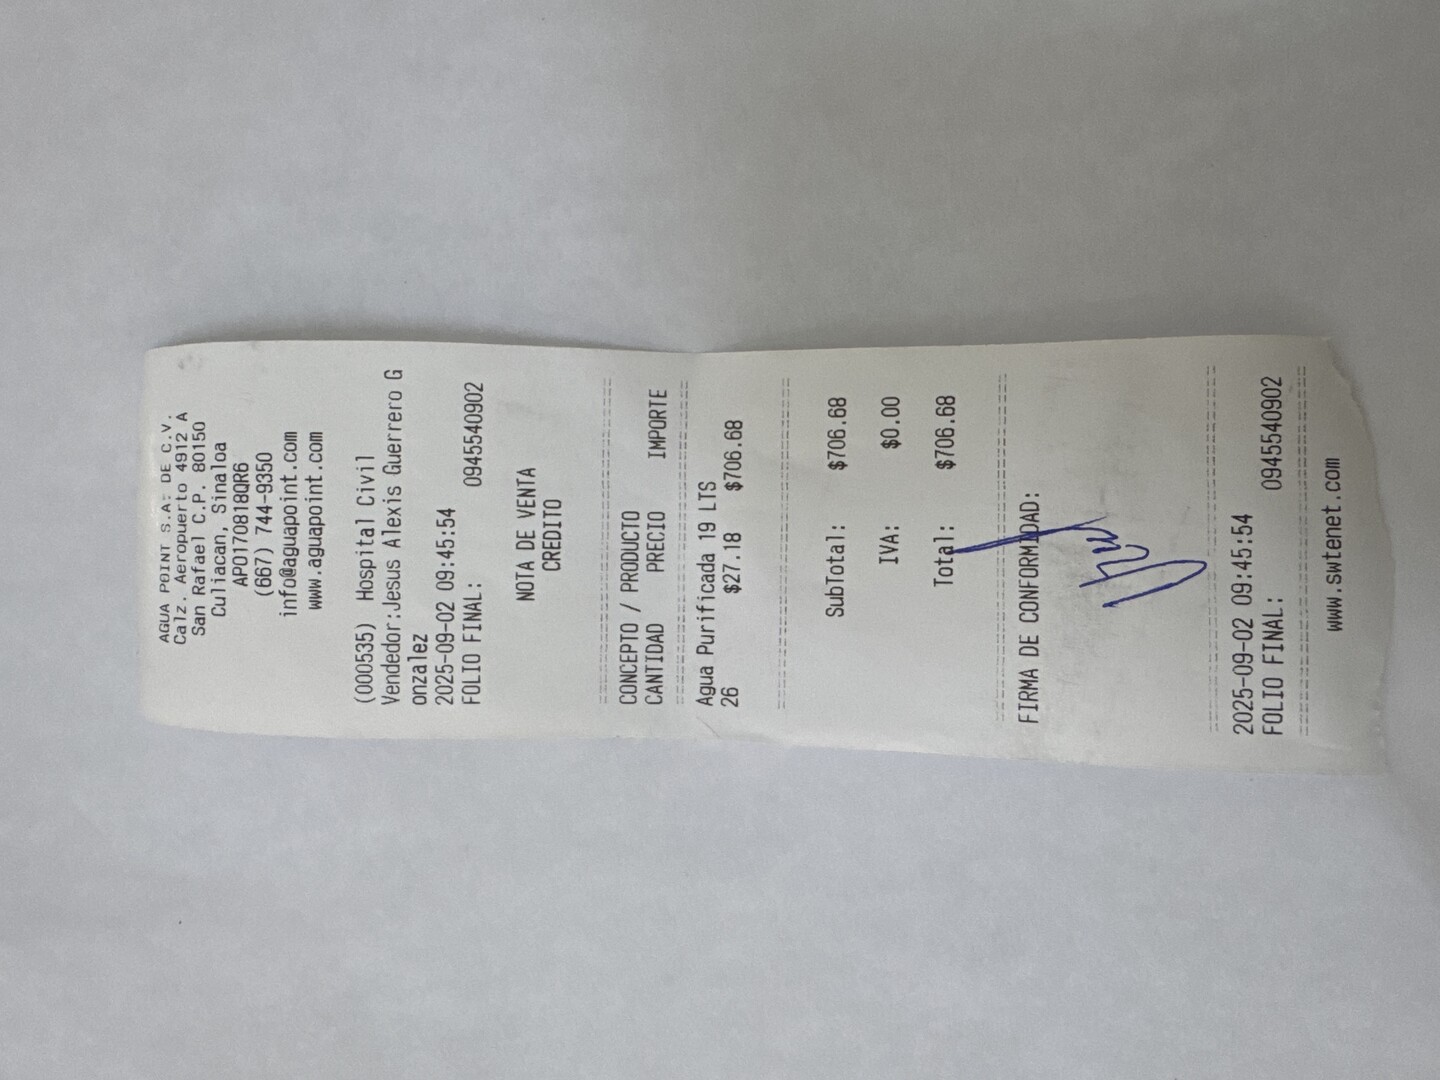 AGUA POINT S.A. DE C.V.
Calz. Aeropuerto 4912 A
San Rafael C.P. 80150
Culiacan, Sinaloa
APO170818QR6
(667) 744-9350
info@aguapoint.com
www.aguapoint.com
(000535) Hospital Civil
Vendedor:Jesus Alexis Guerrero G
onzalez
2025-09-02 09:45:54
FOLIO FINAL: 0945540902
NOTA DE VENTA
CREDITO
CONCEPTO / PRODUCTO
CANTIDAD PRECIO IMPORTE
Agua Purificada 19 LTS
26 $27.18 $706.68
SubTotal: $706.68
IVA: $0.00
Total: $706.68
FIRMA DE CONFORMIDAD:
2025-09-02 09:45:54
FOLIO FINAL: 0945540902
www.swtenet.com